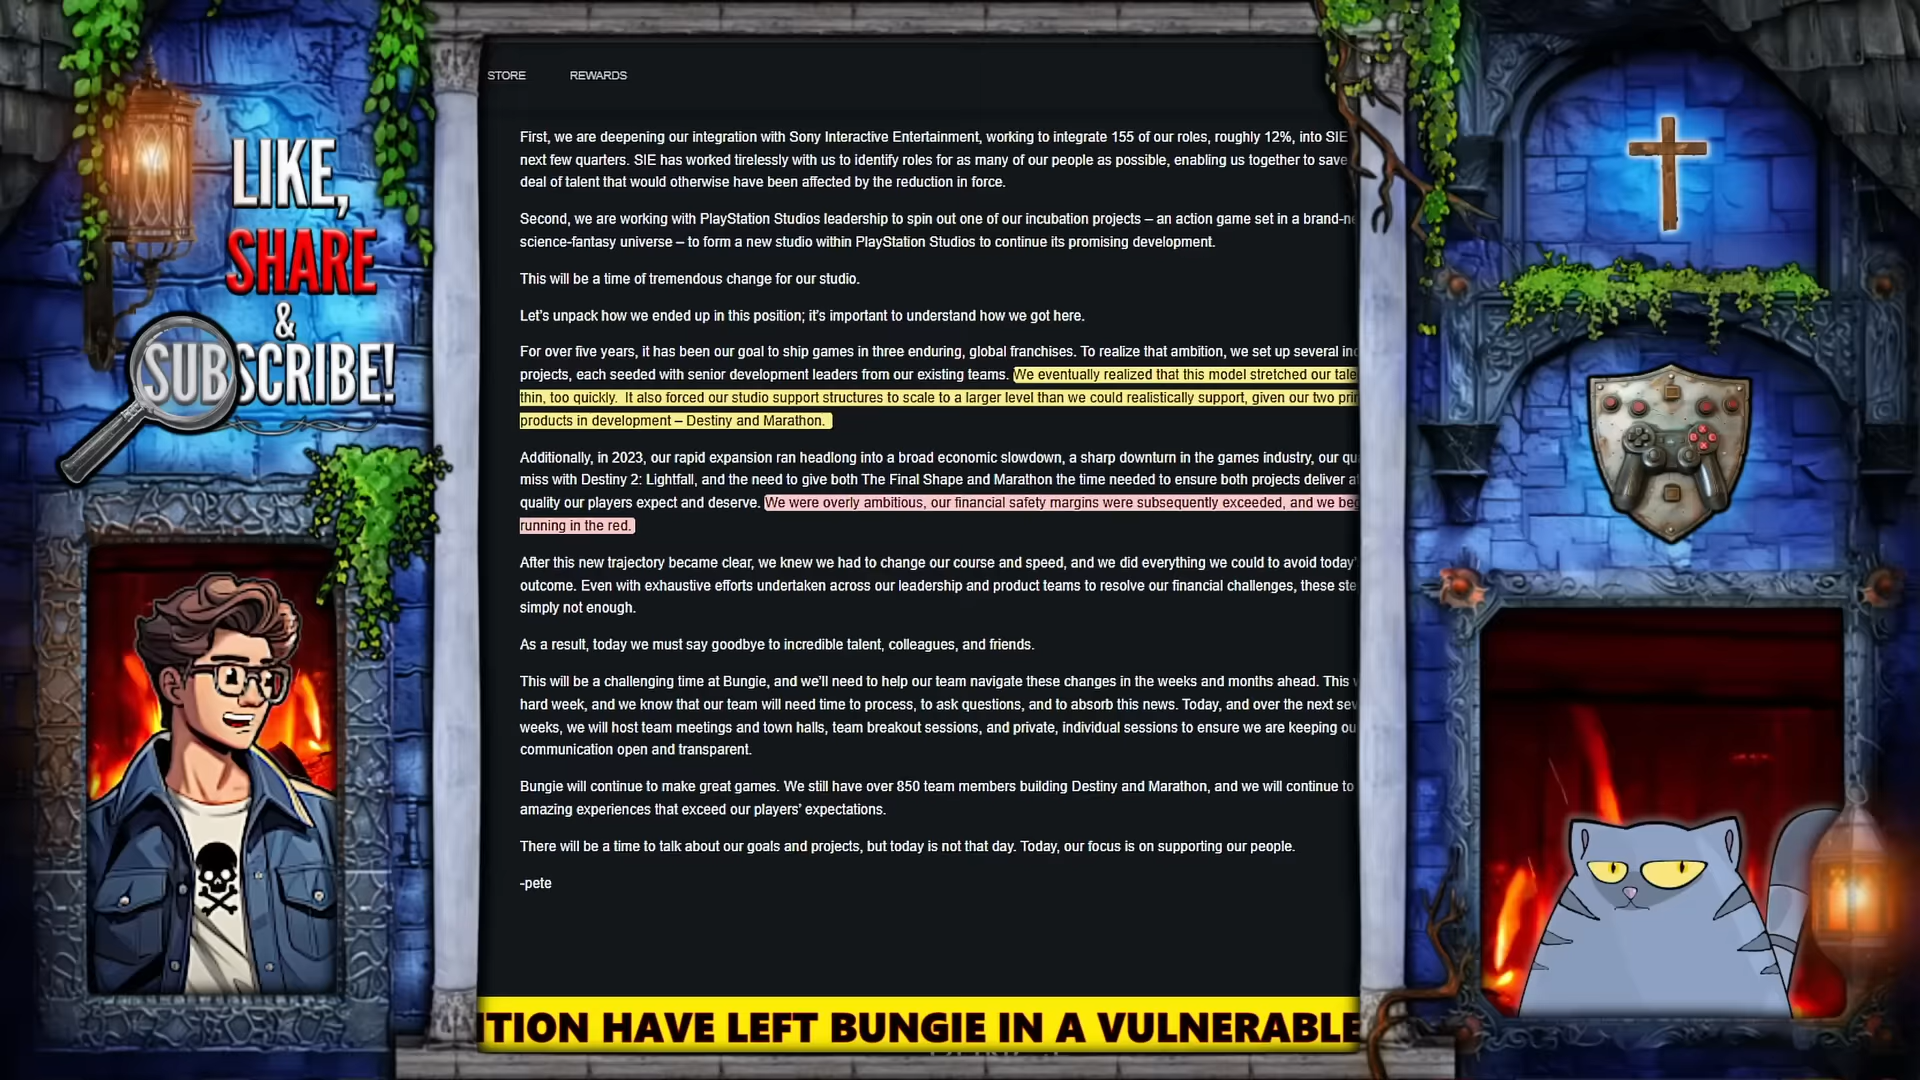 LIKE,
SHARE
&
SUBSCRIBE!
STORE REWARDS
First, we are deepening our integration with Sony Interactive Entertainment, working to integrate 155 of our roles, roughly 12%, into SIE
next few quarters. SIE has worked tirelessly with us to identify roles for as many of our people as possible, enabling us together to save
deal of talent that would otherwise have been affected by the reduction in force.
Second, we are working with PlayStation Studios leadership to spin out one of our incubation projects – an action game set in a
science-fantasy universe – to form a new studio within PlayStation Studios to continue its promising development.
This will be a time of tremendous change for our studio.
Let's unpack how we ended up in this position; it's important to understand how we got here.
For over five years, it has been our goal to ship games in three enduring, global franchises. To realize that ambition, we set up several
projects, each seeded with senior development leaders from our existing teams. We eventually realized that this model stretched our
thin, too quickly. It also forced our studio support structures to scale to a larger level than we could realistically support, given our two
products in development – Destiny and Marathon.
Additionally, in 2023, our rapid expansion ran headlong into a broad economic slowdown, a sharp downturn in the games industry, our
miss with Destiny 2: Lightfall, and the need to give both The Final Shape and Marathon the time needed to ensure both projects deliver
quality our players expect and deserve. We were overly ambitious, our financial safety margins were subsequently exceeded, and we
running in the red.
After this new trajectory became clear, we knew we had to change our course and speed, and we did everything we could to avoid
outcome. Even with exhaustive efforts undertaken across our leadership and product teams to resolve our financial challenges, these
simply not enough.
As a result, today we must say goodbye to incredible talent, colleagues, and friends.
This will be a challenging time at Bungie, and we'll need to help our team navigate these changes in the weeks and months ahead. This
hard week, and we know that our team will need time to process, to ask questions, and to absorb this news. Today, and over the next
weeks, we will host team meetings and town halls, team breakout sessions, and private, individual sessions to ensure we are keeping
communication open and transparent.
Bungie will continue to make great games. We still have over 850 team members building Destiny and Marathon, and we will continue to
amazing experiences that exceed our players' expectations.
There will be a time to talk about our goals and projects, but today is not that day. Today, our focus is on supporting our people.
-pete
TION HAVE LEFT BUNGIE IN A VULNERABLE